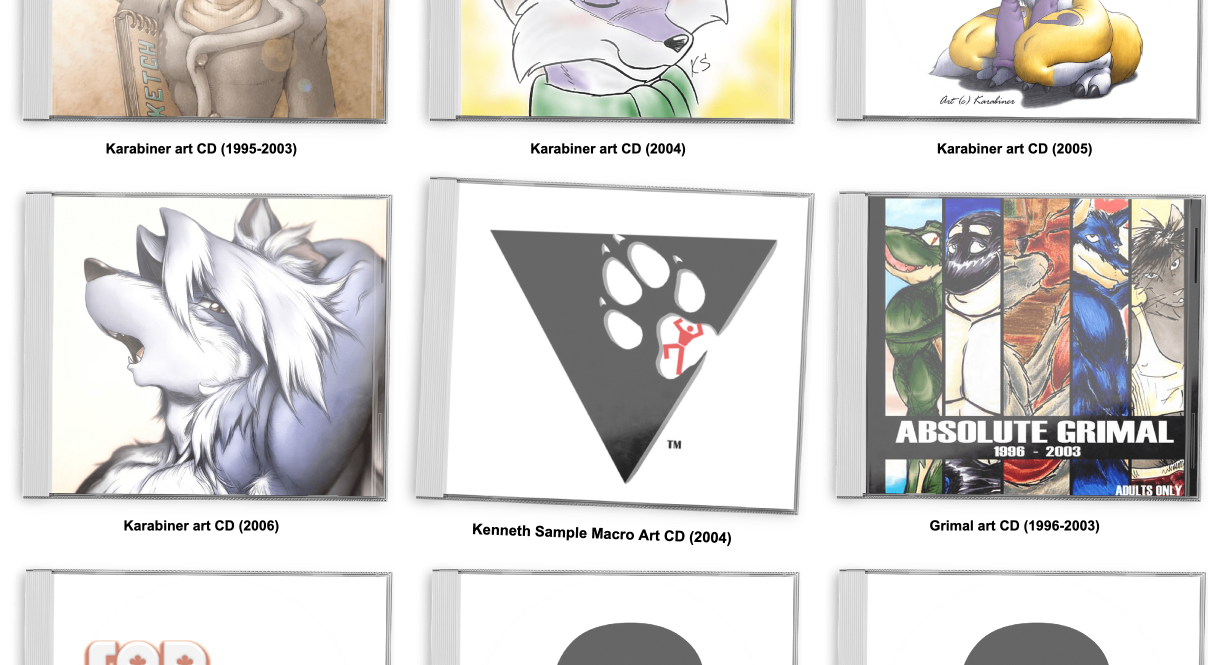 KETCH
KS
Art (c) Karabiner
Karabiner art CD (1995-2003)
Karabiner art CD (2004)
Karabiner art CD (2005)
TM
ABSOLUTE GRIMAL
1996 - 2003
ADULTS ONLY
Karabiner art CD (2006)
Kenneth Sample Macro Art CD (2004)
Grimal art CD (1996-2003)
FOR